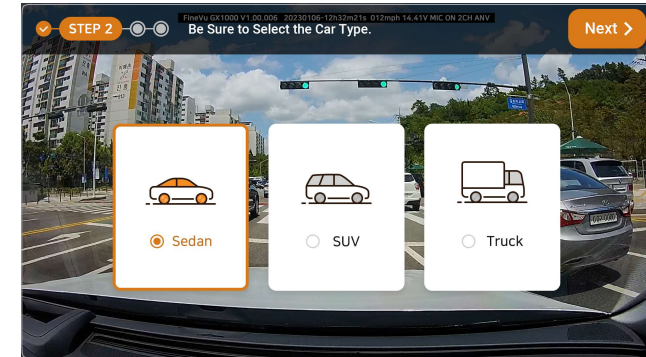 FineVu GX1000 V1.00.006 20230106-12h32m21s 012mph 14.41V MIC ON 2CH ANV
STEP 2
Be Sure to Select the Car Type.
Next
Sedan
SUV
Truck